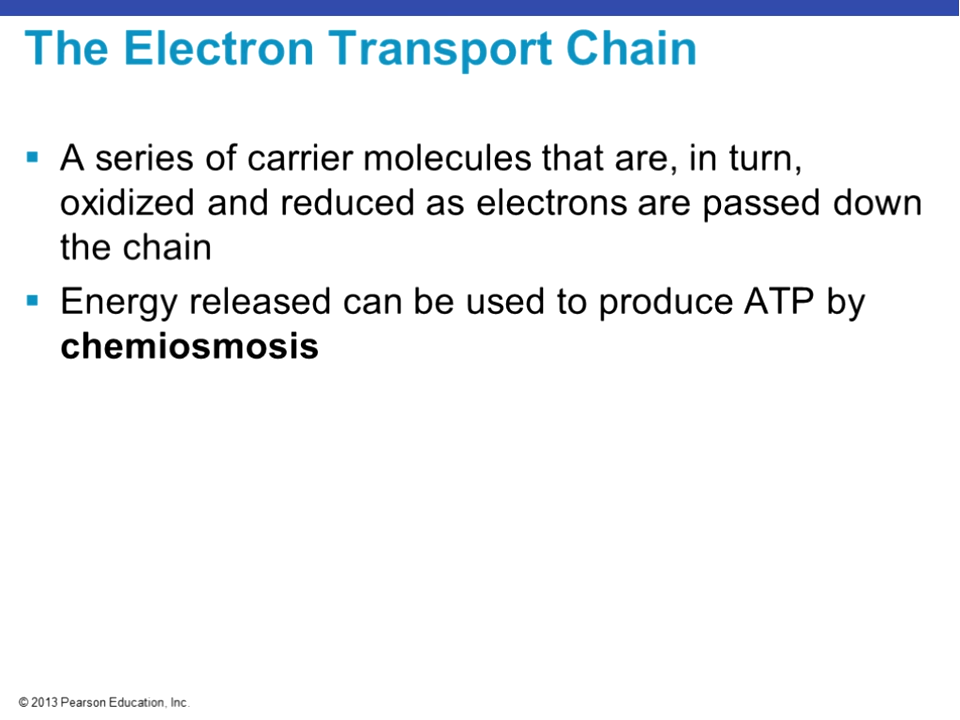 The Electron Transport Chain
▪ A series of carrier molecules that are, in turn,
oxidized and reduced as electrons are passed down
the chain
▪ Energy released can be used to produce ATP by
chemiosmosis
© 2013 Pearson Education, Inc.